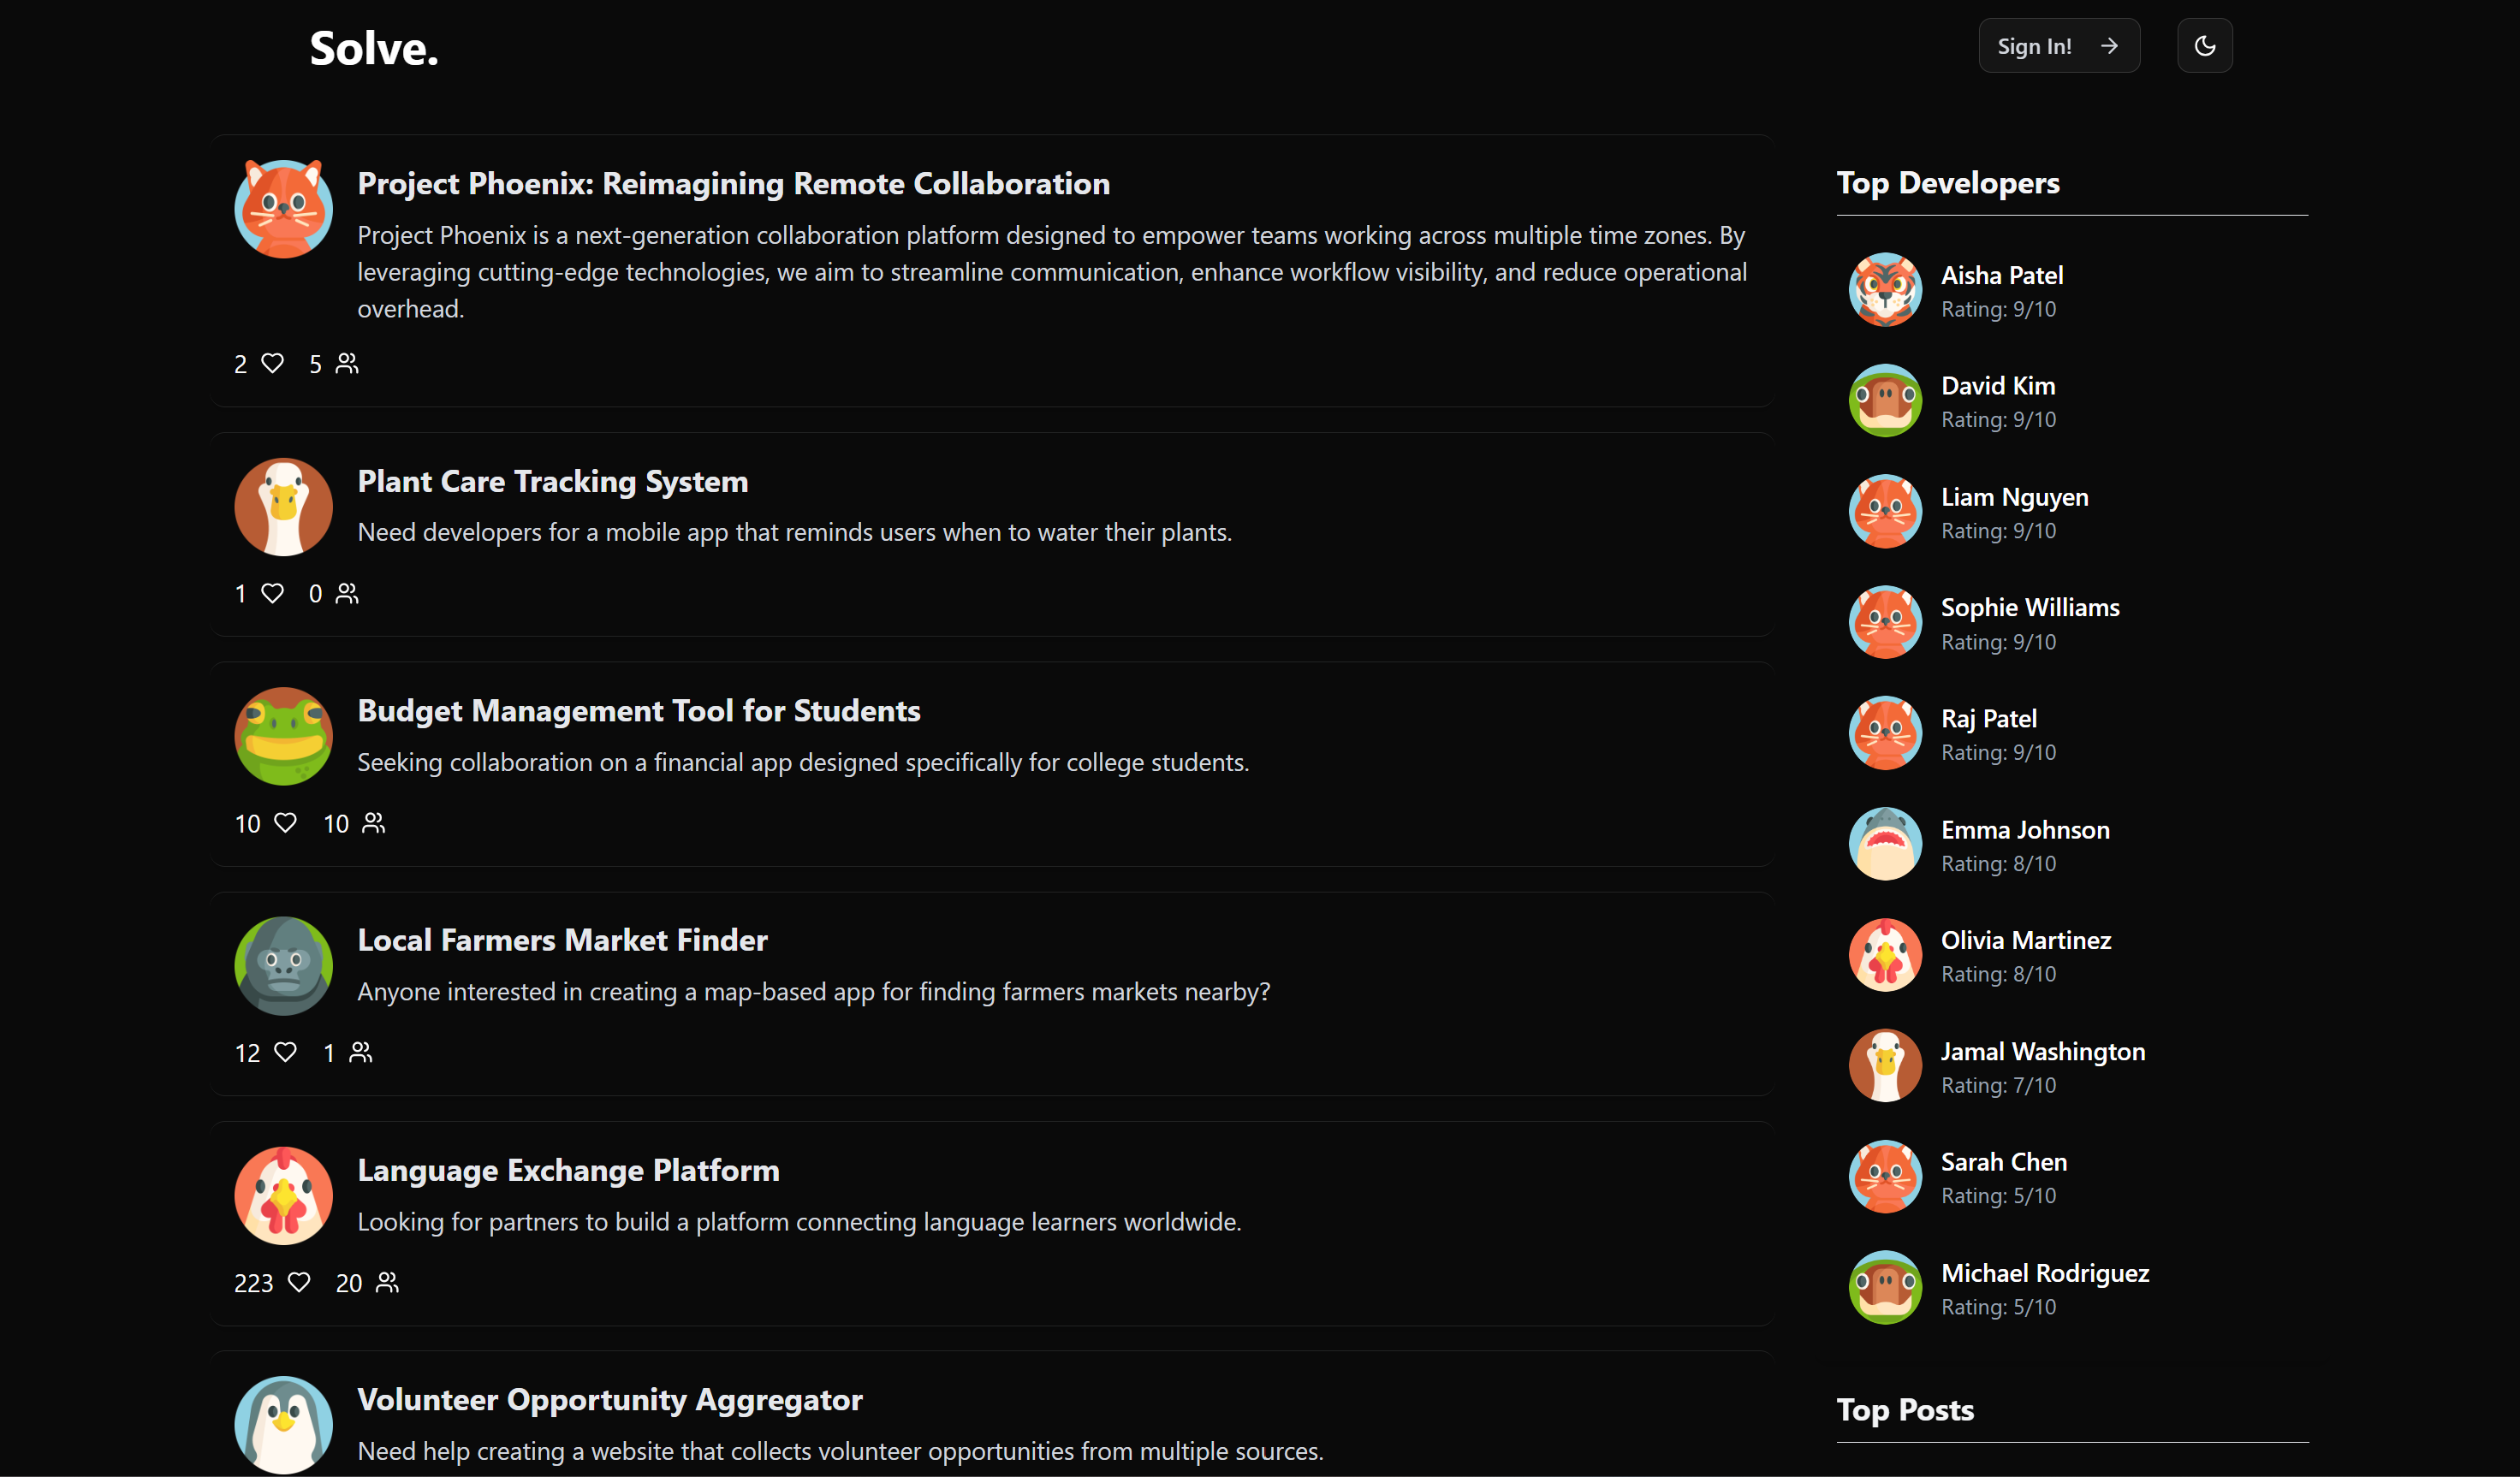 Solve.
Sign In!
Project Phoenix: Reimagining Remote Collaboration
Project Phoenix is a next-generation collaboration platform designed to empower teams working across multiple time zones. By
leveraging cutting-edge technologies, we aim to streamline communication, enhance workflow visibility, and reduce operational
overhead.
2 5
Plant Care Tracking System
Need developers for a mobile app that reminds users when to water their plants.
1 0
Budget Management Tool for Students
Seeking collaboration on a financial app designed specifically for college students.
10 10
Local Farmers Market Finder
Anyone interested in creating a map-based app for finding farmers markets nearby?
12 1
Language Exchange Platform
Looking for partners to build a platform connecting language learners worldwide.
223 20
Volunteer Opportunity Aggregator
Need help creating a website that collects volunteer opportunities from multiple sources.
Top Developers
Aisha Patel
Rating: 9/10
David Kim
Rating: 9/10
Liam Nguyen
Rating: 9/10
Sophie Williams
Rating: 9/10
Raj Patel
Rating: 9/10
Emma Johnson
Rating: 8/10
Olivia Martinez
Rating: 8/10
Jamal Washington
Rating: 7/10
Sarah Chen
Rating: 5/10
Michael Rodriguez
Rating: 5/10
Top Posts